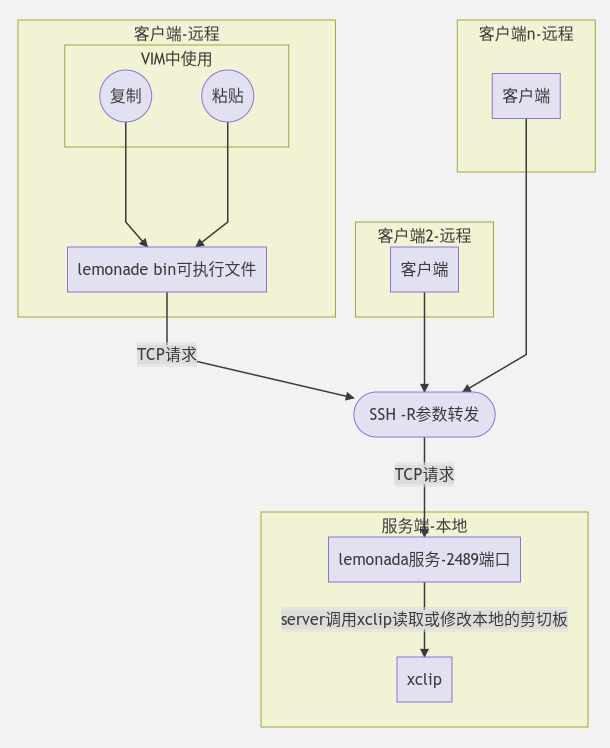 客户端-远程
VIM中使用
复制
粘贴
lemonade bin可执行文件
TCP请求
客户端n-远程
客户端
客户端2-远程
客户端
SSH -R参数转发
TCP请求
服务端-本地
lemonada服务-2489端口
server调用xclip读取或修改本地的剪切板
xclip